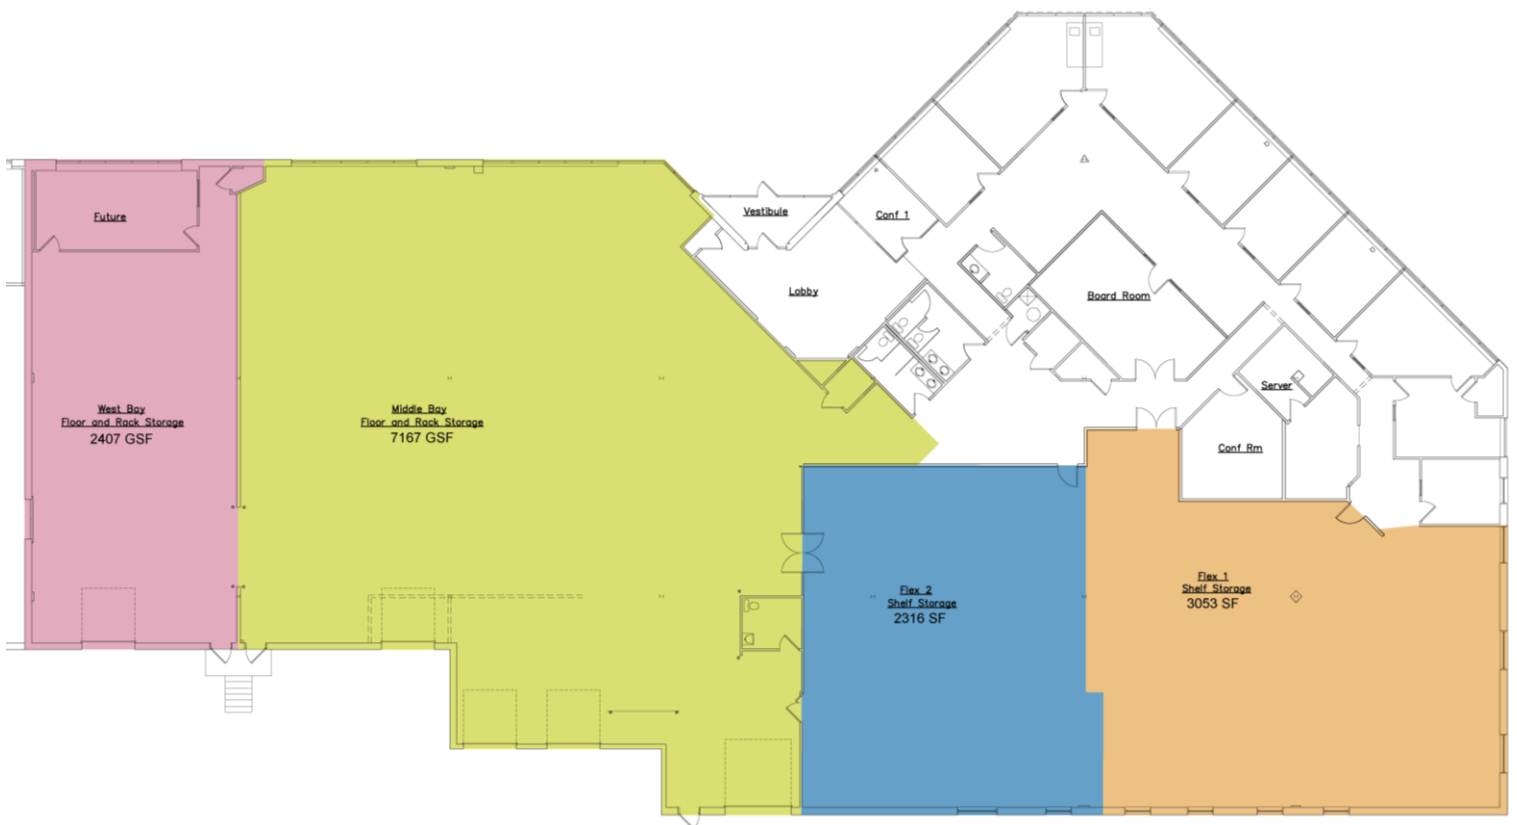 Future
Vestibule
Conf 1
Lobby
Board Room
Server
Conf Rm
West Bay
Floor and Rack Storage
2407 GSF
Middle Bay
Floor and Rack Storage
7167 GSF
Flex 2
Shelf Storage
2316 SF
Flex 1
Shelf Storage
3053 SF